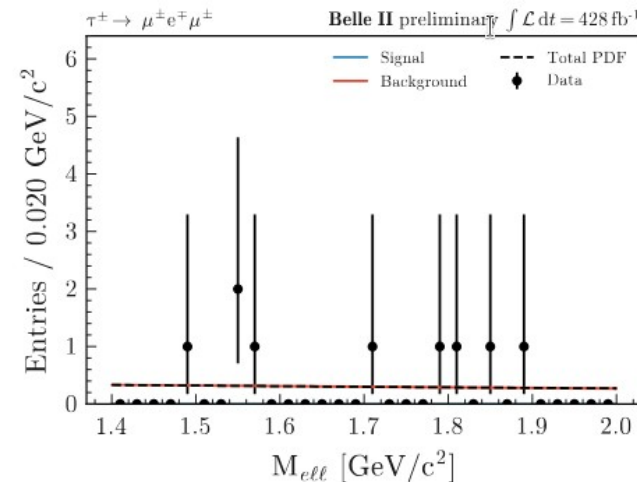 τ± → μ±e∓μ±
Belle II preliminary ∫ℒ dt = 428 fb⁻¹
Signal
Background
Total PDF
Data
Entries / 0.020 GeV/c²
6
5
4
3
2
1
0
1.4 1.5 1.6 1.7 1.8 1.9 2.0
M_eℓℓ [GeV/c²]